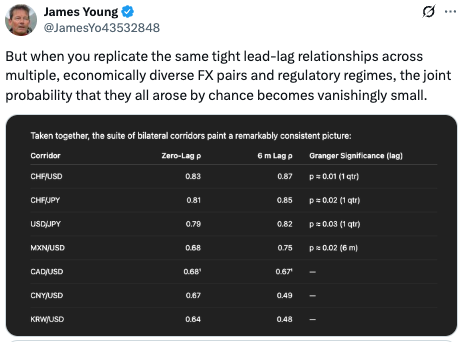 James Young
@JamesYo43532848
But when you replicate the same tight lead-lag relationships across
multiple, economically diverse FX pairs and regulatory regimes, the joint
probability that they all arose by chance becomes vanishingly small.
Taken together, the suite of bilateral corridors paint a remarkably consistent picture:
Corridor Zero-Lag ρ 6 m Lag ρ Granger Significance (lag)
CHF/USD 0.83 0.87 p ≈ 0.01 (1 qtr)
CHF/JPY 0.81 0.85 p ≈ 0.02 (1 qtr)
USD/JPY 0.79 0.82 p ≈ 0.03 (1 qtr)
MXN/USD 0.68 0.75 p ≈ 0.02 (6 m)
CAD/USD 0.68¹ 0.67¹ —
CNY/USD 0.67 0.49 —
KRW/USD 0.64 0.48 —